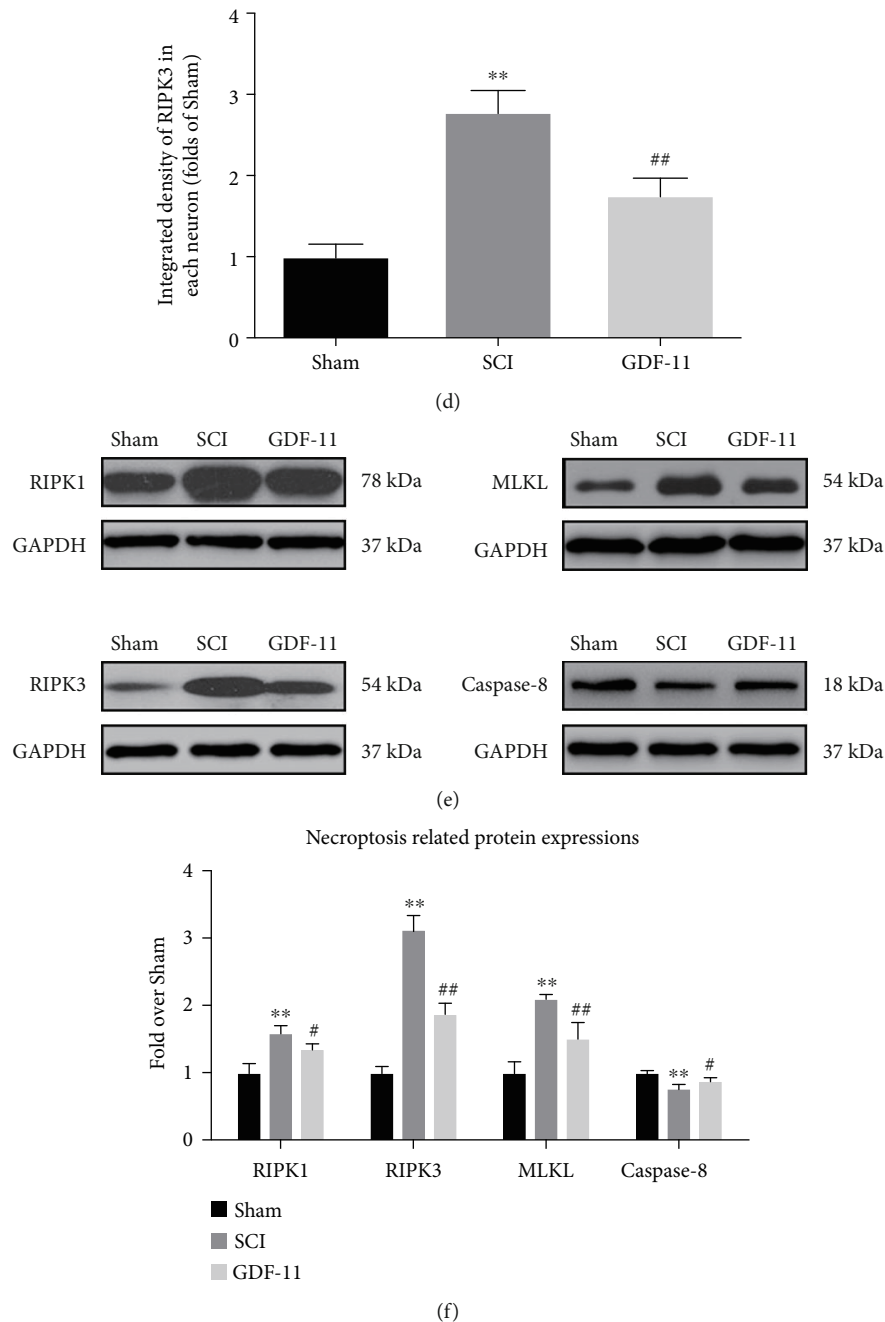 Integrated density of RIPK3 in
each neuron (folds of Sham)
4
3
2
1
0
**
##
Sham SCI GDF-11
(d)
Sham SCI GDF-11
RIPK1 78 kDa
GAPDH 37 kDa
Sham SCI GDF-11
MLKL 54 kDa
GAPDH 37 kDa
Sham SCI GDF-11
RIPK3 54 kDa
GAPDH 37 kDa
Sham SCI GDF-11
Caspase-8 18 kDa
GAPDH 37 kDa
(e)
Necroptosis related protein expressions
Fold over Sham
4
3
2
1
0
** #
** ##
** ##
** #
RIPK1 RIPK3 MLKL Caspase-8
Sham
SCI
GDF-11
(f)